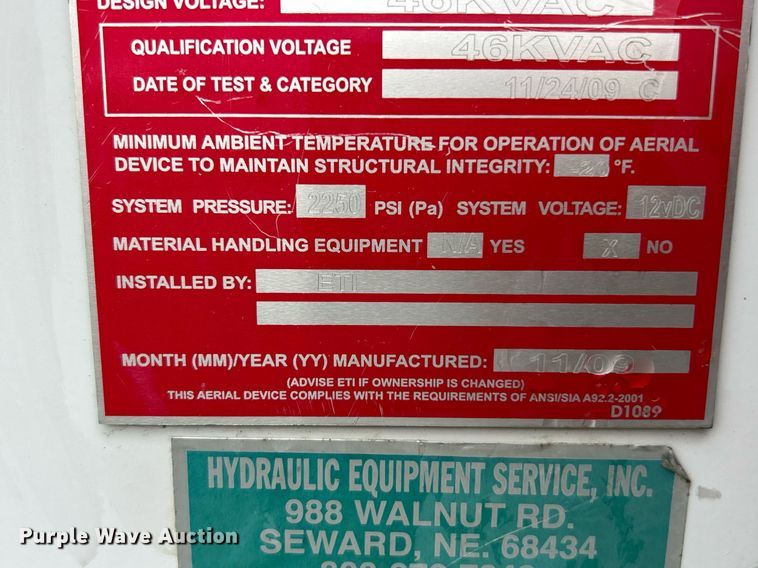 DESIGN VOLTAGE: 46KVAC
QUALIFICATION VOLTAGE 46KVAC
DATE OF TEST & CATEGORY 11/24/09 C
MINIMUM AMBIENT TEMPERATURE FOR OPERATION OF AERIAL
DEVICE TO MAINTAIN STRUCTURAL INTEGRITY: °F.
SYSTEM PRESSURE: 2250 PSI (Pa) SYSTEM VOLTAGE: 12vDC
MATERIAL HANDLING EQUIPMENT N/A YES X NO
INSTALLED BY: ETI
MONTH (MM)/YEAR (YY) MANUFACTURED: 11/09
(ADVISE ETI IF OWNERSHIP IS CHANGED)
THIS AERIAL DEVICE COMPLIES WITH THE REQUIREMENTS OF ANSI/SIA A92.2-2001
D1089
HYDRAULIC EQUIPMENT SERVICE, INC.
988 WALNUT RD.
SEWARD, NE. 68434
Purple Wave Auction